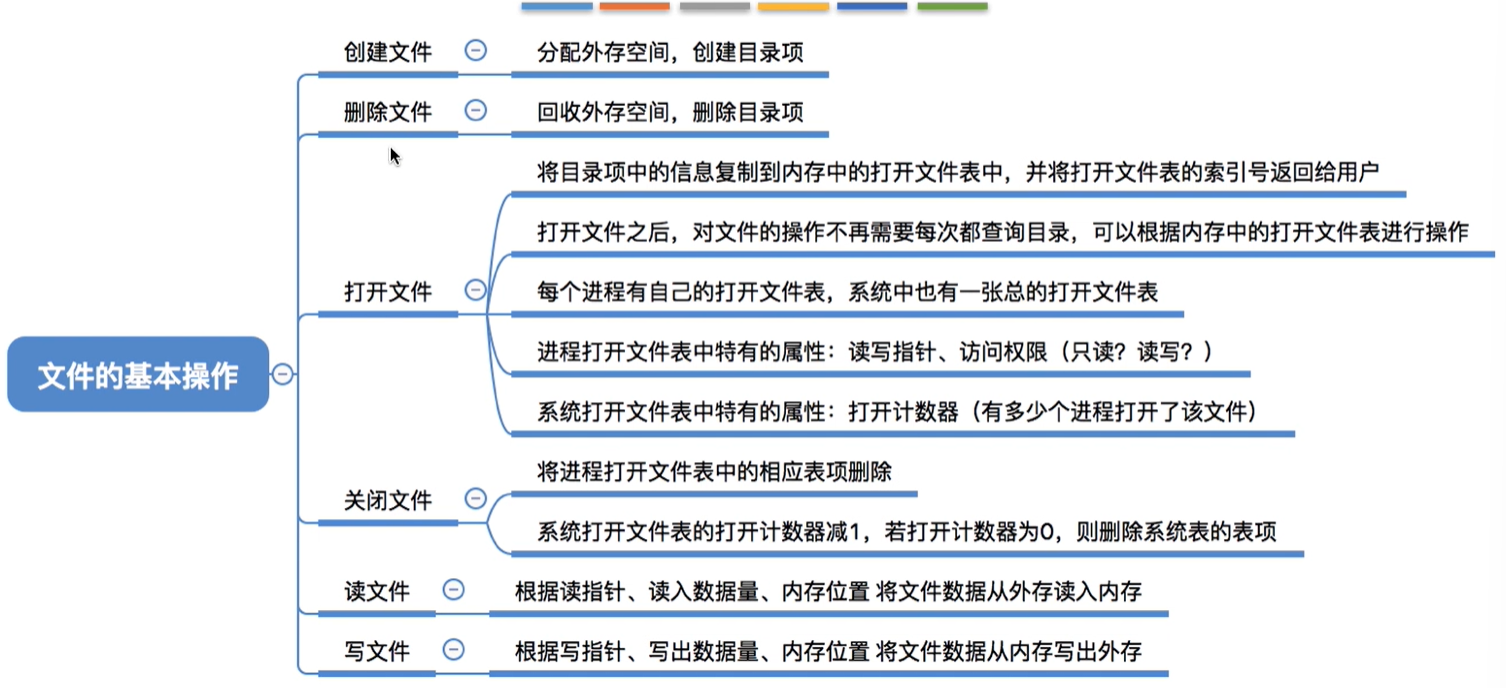 创建文件
分配外存空间，创建目录项
删除文件
回收外存空间，删除目录项
将目录项中的信息复制到内存中的打开文件表中，并将打开文件表的索引号返回给用户
打开文件之后，对文件的操作不再需要每次都查询目录，可以根据内存中的打开文件表进行操作
打开文件
每个进程有自己的打开文件表，系统中也有一张总的打开文件表
进程打开文件表中特有的属性：读写指针、访问权限（只读？读写？）
文件的基本操作
系统打开文件表中特有的属性：打开计数器（有多少个进程打开了该文件）
将进程打开文件表中的相应表项删除
关闭文件
系统打开文件表的打开计数器减1，若打开计数器为0，则删除系统表的表项
读文件
根据读指针、读入数据量、内存位置 将文件数据从外存读入内存
写文件
根据写指针、写出数据量、内存位置 将文件数据从内存写出外存